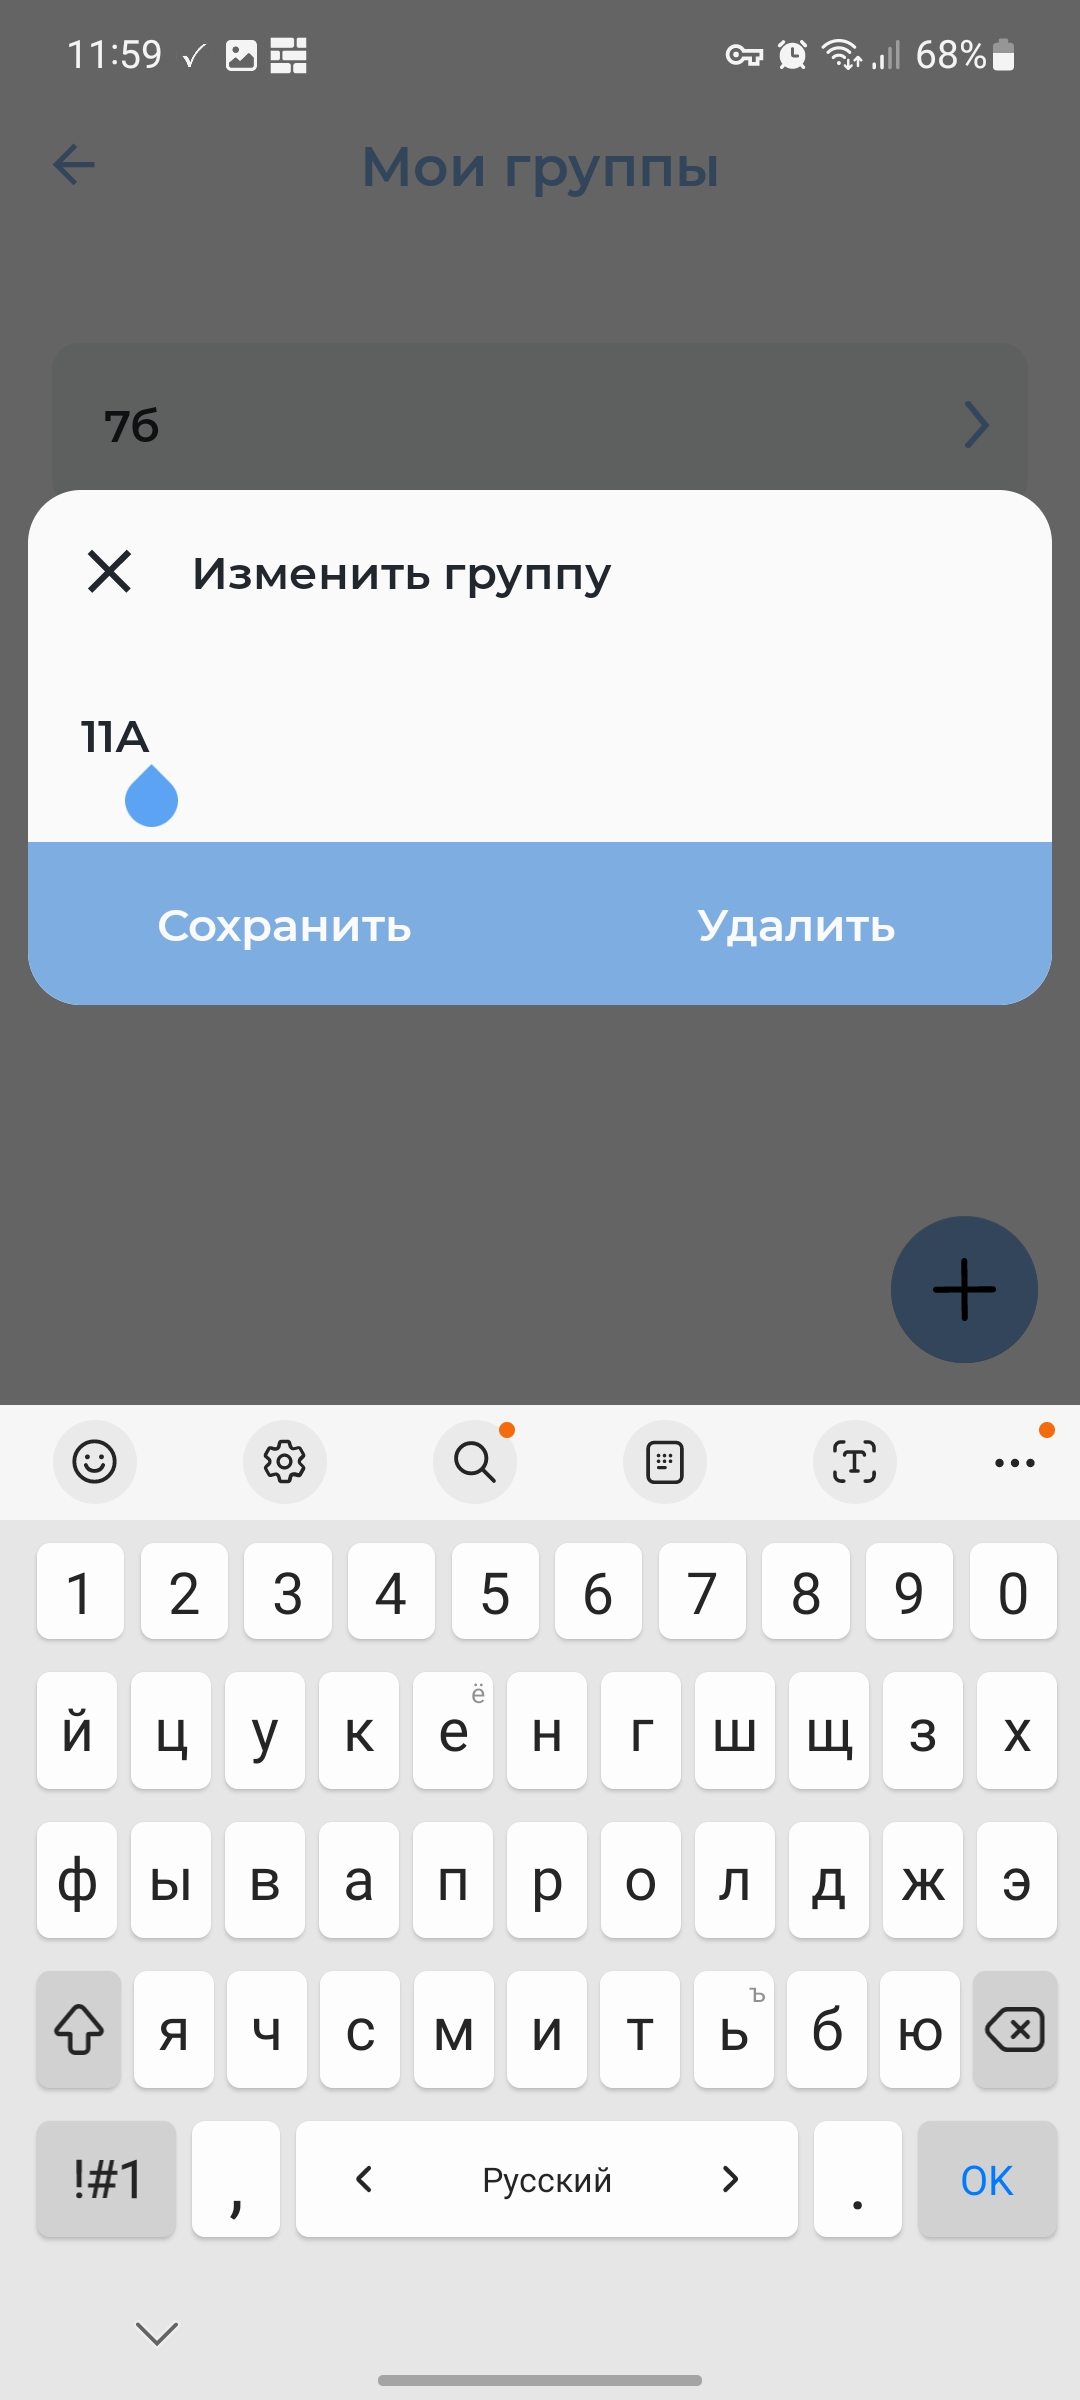 11:59 68%
Мои группы
7б
Изменить группу
11А
Сохранить Удалить
1 2 3 4 5 6 7 8 9 0
й ц у к е ё н г ш щ з х
ф ы в а п р о л д ж э
я ч с м и т ь ъ б ю
!#1 , < Русский > . OK